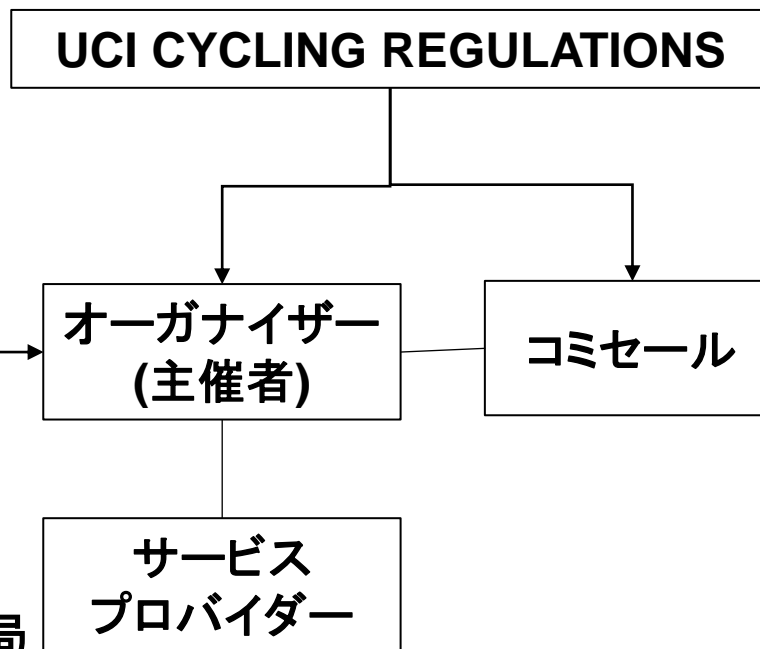 UCI CYCLING REGULATIONS
オーガナイザー
(主催者)
コミセール
サービス
プロバイダー
局